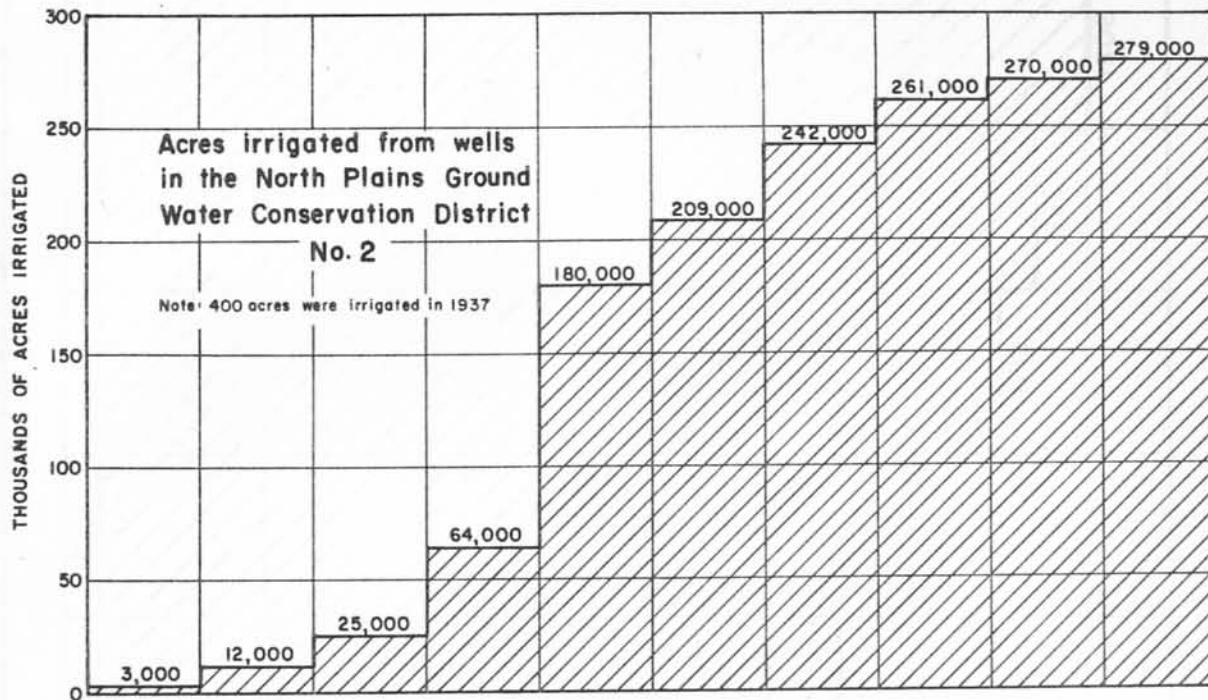 300
250
200
150
100
50
0
THOUSANDS OF ACRES IRRIGATED
Acres irrigated from wells
in the North Plains Ground
Water Conservation District
No. 2
Note: 400 acres were irrigated in 1937
3,000
12,000
25,000
64,000
180,000
209,000
242,000
261,000
270,000
279,000